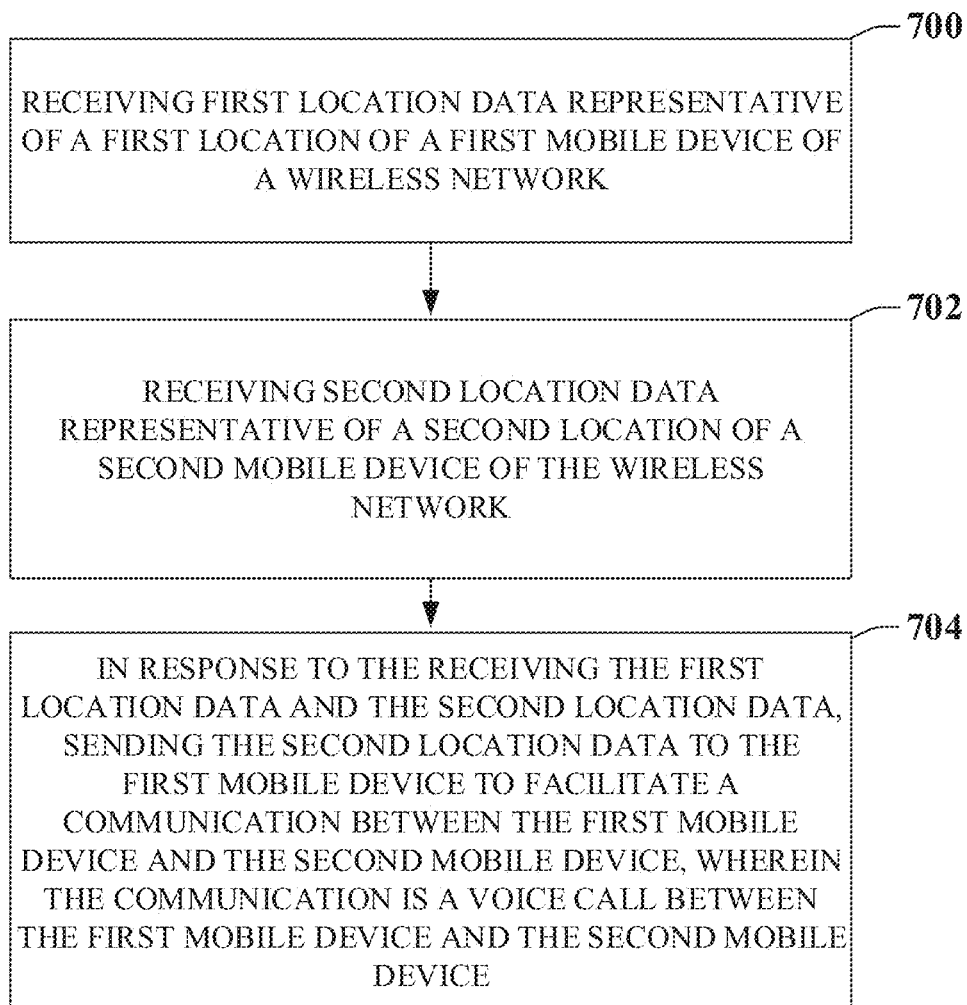 700
RECEIVING FIRST LOCATION DATA REPRESENTATIVE
OF A FIRST LOCATION OF A FIRST MOBILE DEVICE OF
A WIRELESS NETWORK
702
RECEIVING SECOND LOCATION DATA
REPRESENTATIVE OF A SECOND LOCATION OF A
SECOND MOBILE DEVICE OF THE WIRELESS
NETWORK
704
IN RESPONSE TO THE RECEIVING THE FIRST
LOCATION DATA AND THE SECOND LOCATION DATA,
SENDING THE SECOND LOCATION DATA TO THE
FIRST MOBILE DEVICE TO FACILITATE A
COMMUNICATION BETWEEN THE FIRST MOBILE
DEVICE AND THE SECOND MOBILE DEVICE, WHEREIN
THE COMMUNICATION IS A VOICE CALL BETWEEN
THE FIRST MOBILE DEVICE AND THE SECOND MOBILE
DEVICE